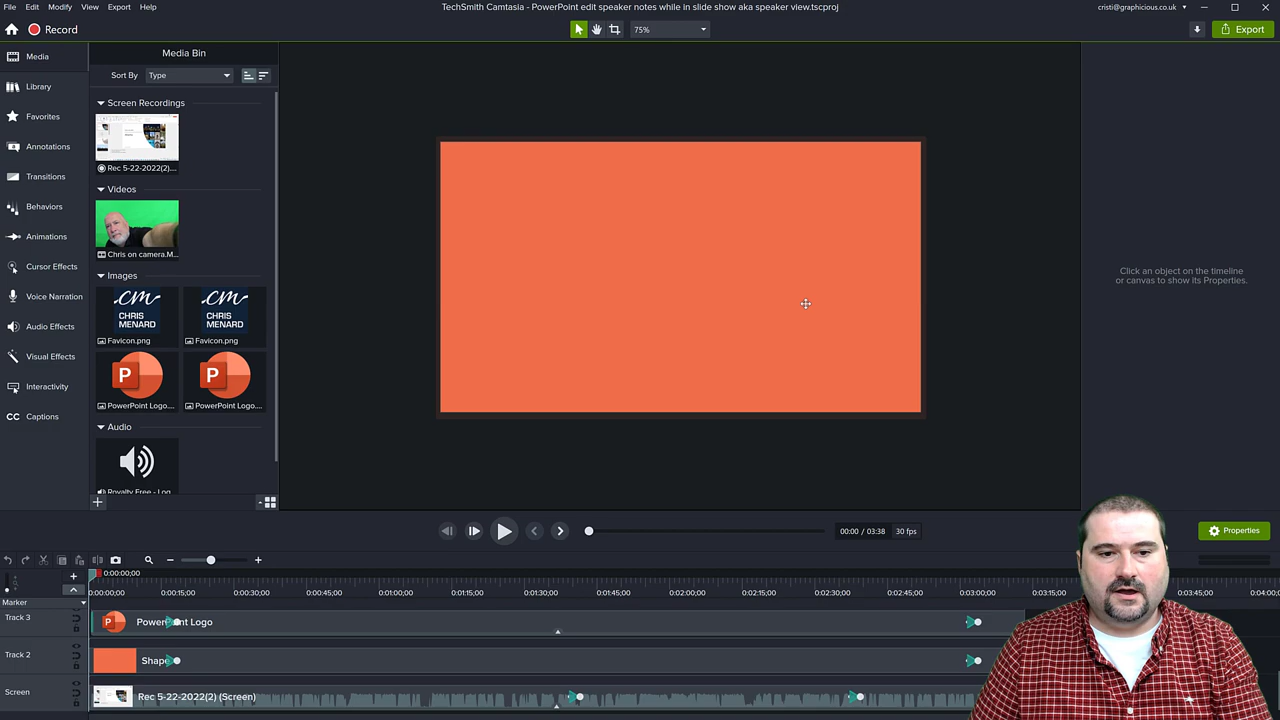 File Edit Modify View Export Help
TechSmith Camtasia - PowerPoint edit speaker notes while in slide show aka speaker view.tscproj
cristi@graphicious.co.uk
Record
75%
Export
Media
Library
Favorites
Annotations
Transitions
Behaviors
Animations
Cursor Effects
Voice Narration
Audio Effects
Visual Effects
Interactivity
Captions
Media Bin
Sort By Type
Screen Recordings
Rec 5-22-2022(2)...
Videos
Chris on camera.M...
Images
cm
CHRIS
MENARD
Favicon.png
cm
CHRIS
MENARD
Favicon.png
P
PowerPoint Logo....
P
PowerPoint Logo....
Audio
Click an object on the timeline
or canvas to show its Properties.
00:00 / 03:38 30 fps
Properties
0:00:00;00
0:00:00;00 0:00:15;00 0:00:30;00 0:00:45;00 0:01:00;00 0:01:15;00 0:01:30;00 0:01:45;00 0:02:00;00 0:02:15;00 0:02:30;00 0:02:45;00 0:03:00;00 0:03:15;00 0:03:45;00
Marker
Track 3
PowerPoint Logo
Track 2
Shape
Screen
Rec 5-22-2022(2) (Screen)